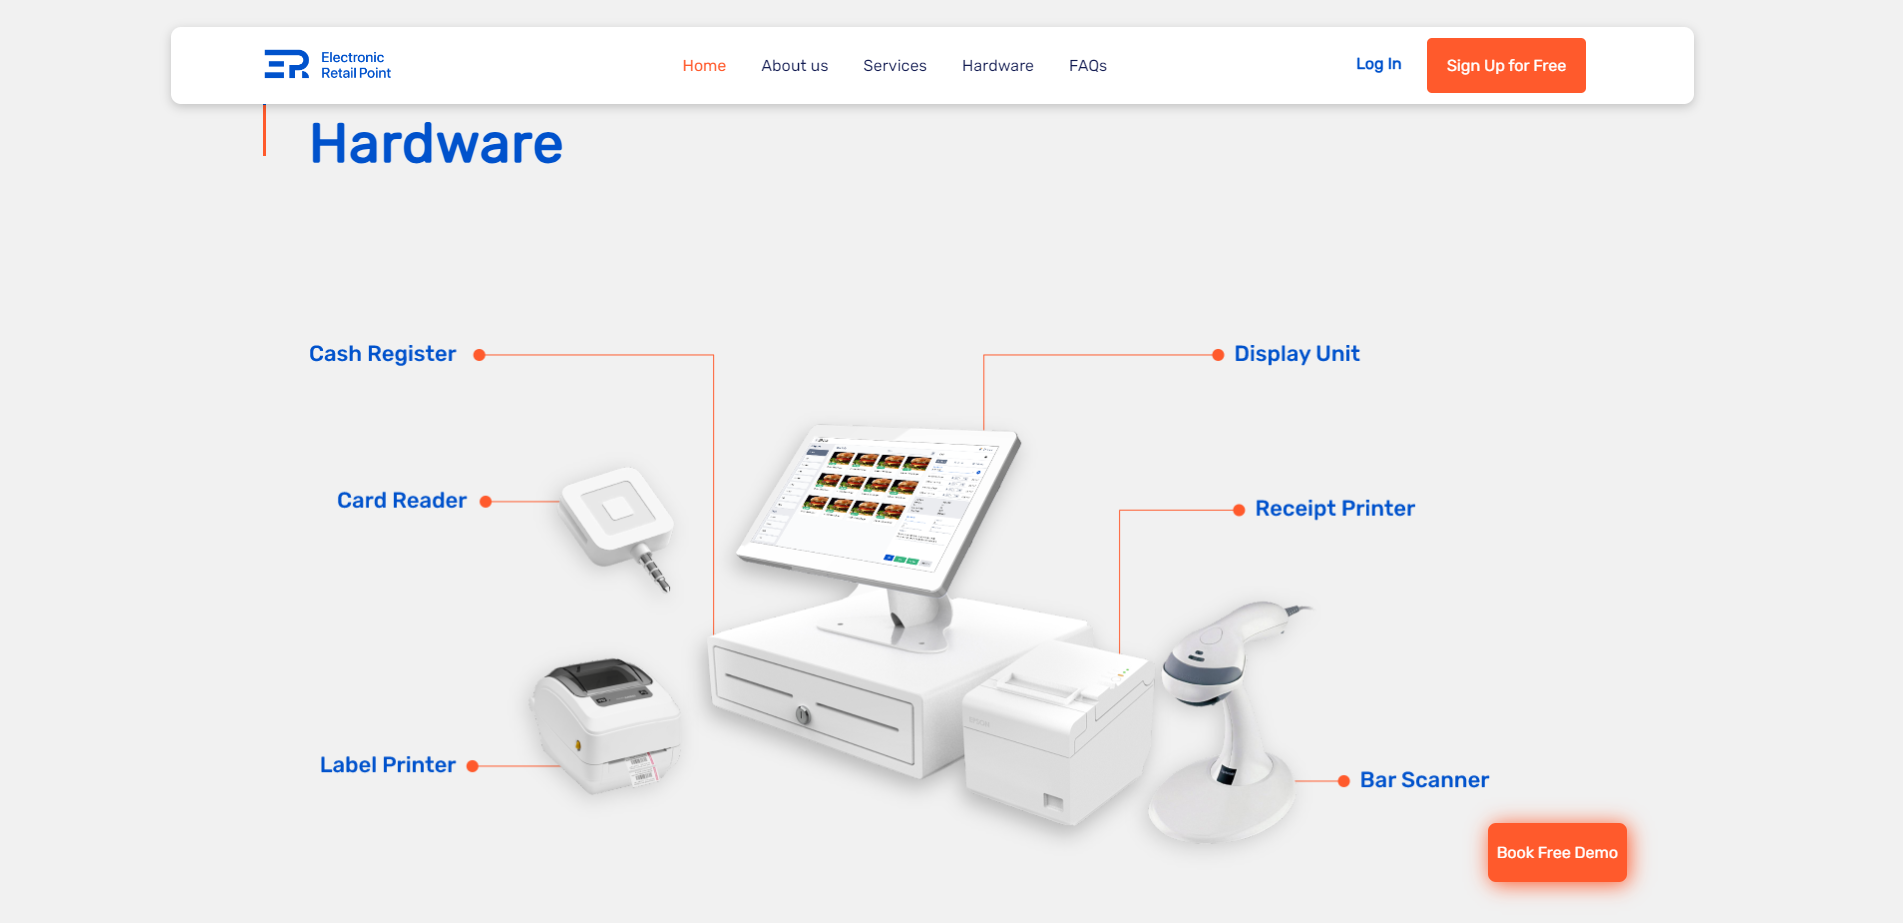 Electronic
Retail Point
Home
About us
Services
Hardware
FAQs
Log In
Sign Up for Free
Hardware
Cash Register
Display Unit
Card Reader
Receipt Printer
EPSON
Label Printer
Bar Scanner
Book Free Demo